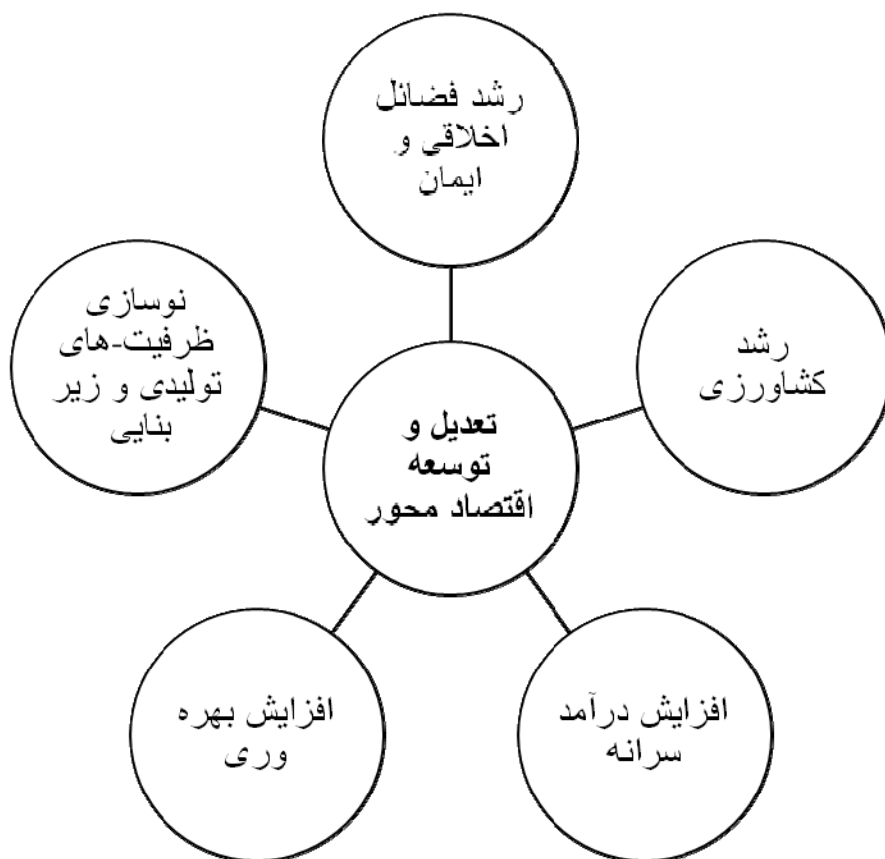 رشد فضائل
اخلاقی و
ایمان
رشد
کشاورزی
نوسازی
ظرفیت-های
تولیدی و زیر
بنایی
تعدیل و
توسعه
اقتصاد محور
افزایش درآمد
سرانه
افزایش بهره
وری